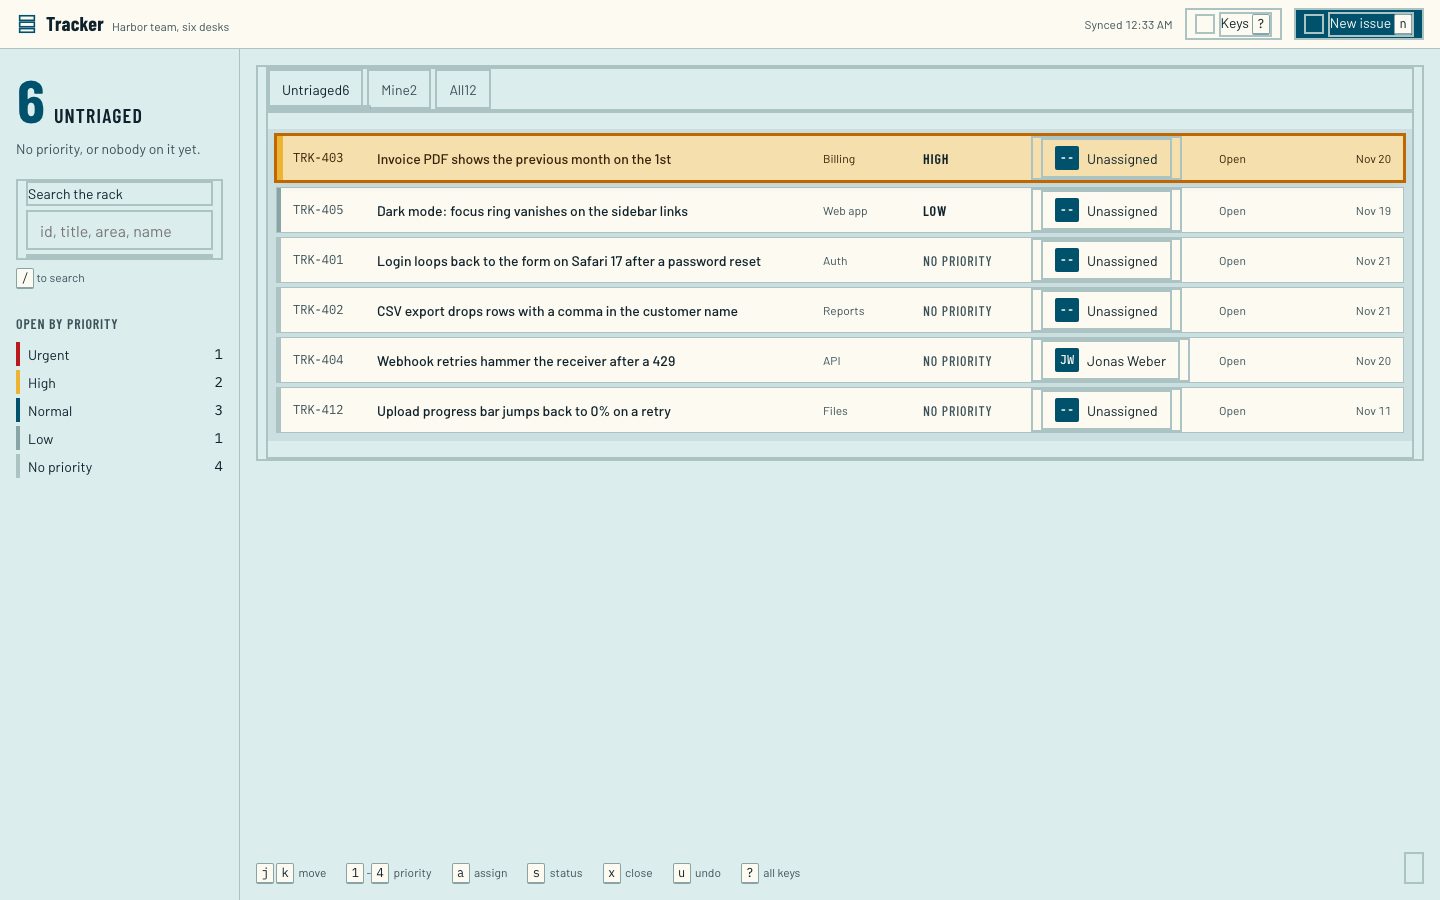 Tracker Harbor team, six desks Synced 12:33 AM Keys ? New issue n
6 UNTRIAGED
No priority, or nobody on it yet.
Search the rack
id, title, area, name
/ to search
OPEN BY PRIORITY
Urgent 1
High 2
Normal 3
Low 1
No priority 4
Untriaged6 Mine2 All12
TRK-403 Invoice PDF shows the previous month on the 1st Billing HIGH -- Unassigned Open Nov 20
TRK-405 Dark mode: focus ring vanishes on the sidebar links Web app LOW -- Unassigned Open Nov 19
TRK-401 Login loops back to the form on Safari 17 after a password reset Auth NO PRIORITY -- Unassigned Open Nov 21
TRK-402 CSV export drops rows with a comma in the customer name Reports NO PRIORITY -- Unassigned Open Nov 21
TRK-404 Webhook retries hammer the receiver after a 429 API NO PRIORITY JW Jonas Weber Open Nov 20
TRK-412 Upload progress bar jumps back to 0% on a retry Files NO PRIORITY -- Unassigned Open Nov 11
j k move 1-4 priority a assign s status x close u undo ? all keys